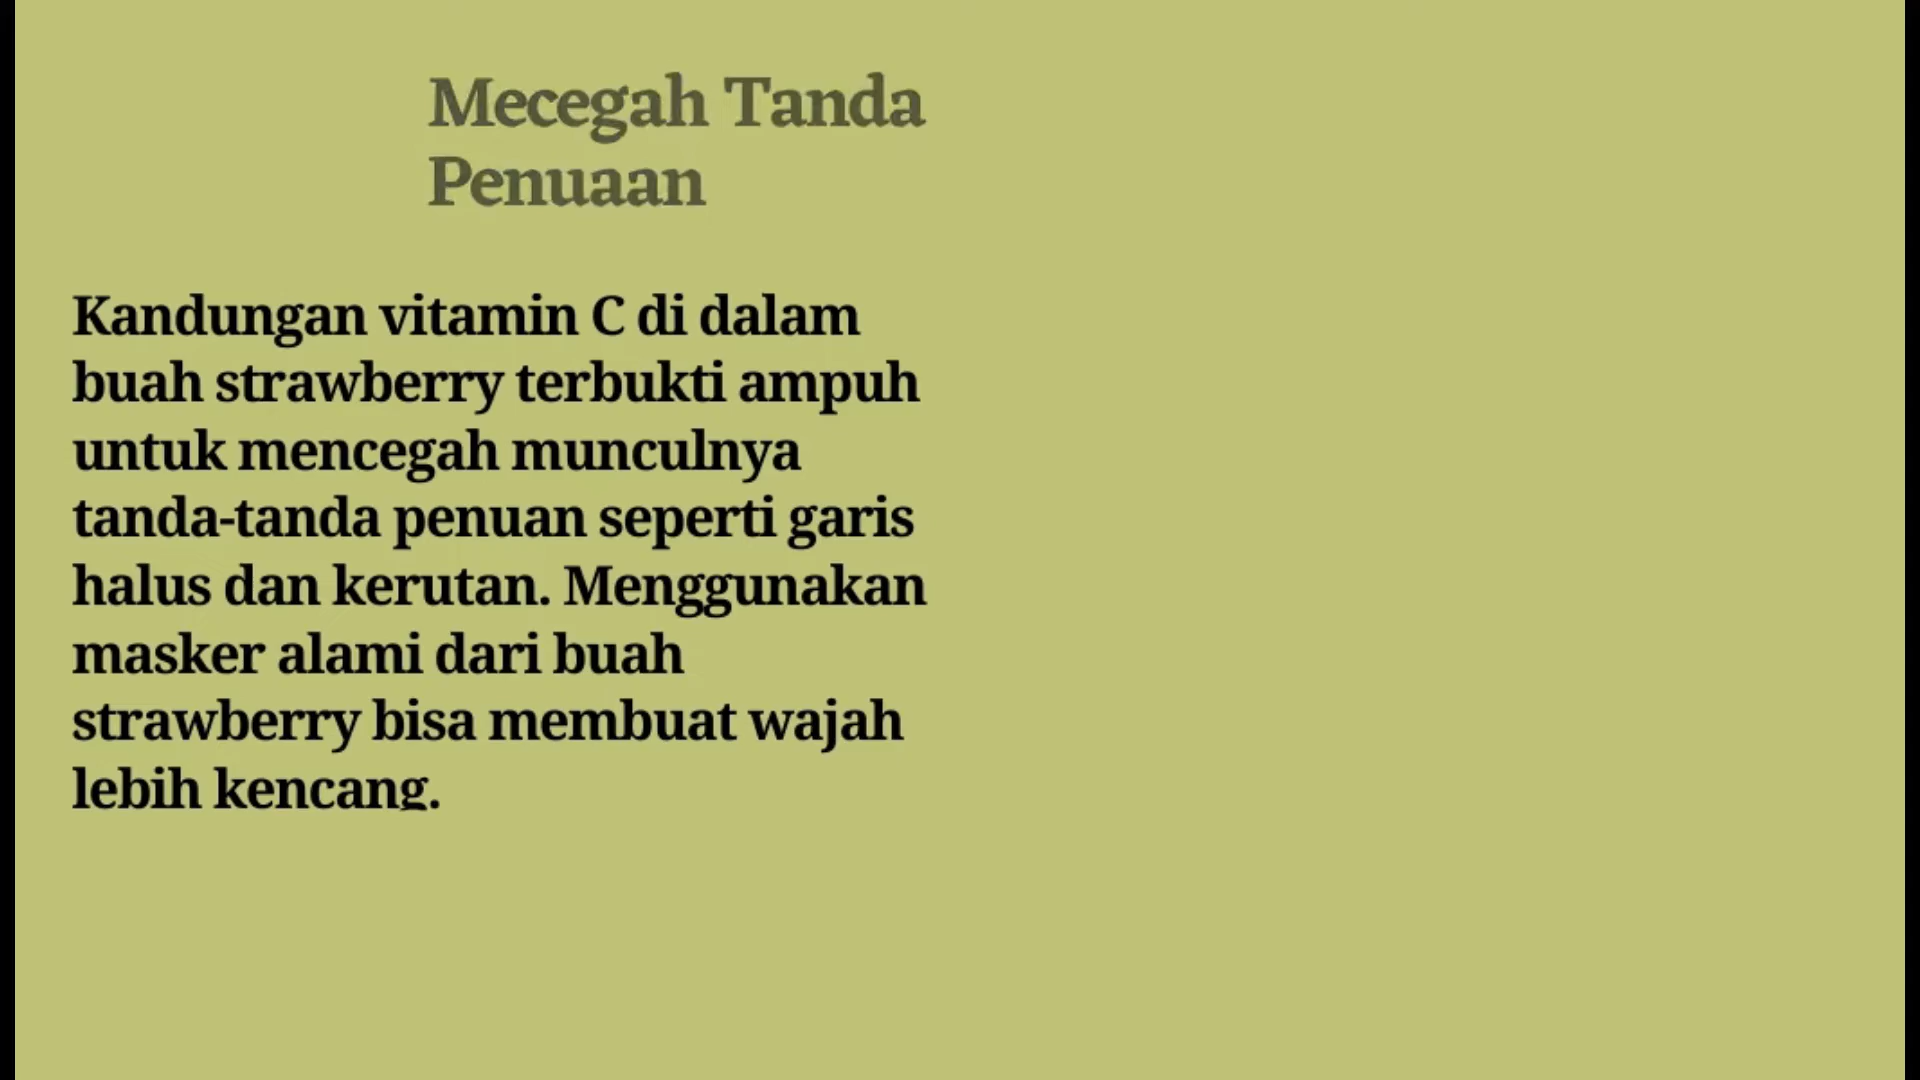 Mecegah Tanda
Penuaan
Kandungan vitamin C di dalam
buah strawberry terbukti ampuh
untuk mencegah munculnya
tanda-tanda penuan seperti garis
halus dan kerutan. Menggunakan
masker alami dari buah
strawberry bisa membuat wajah
lebih kencang.